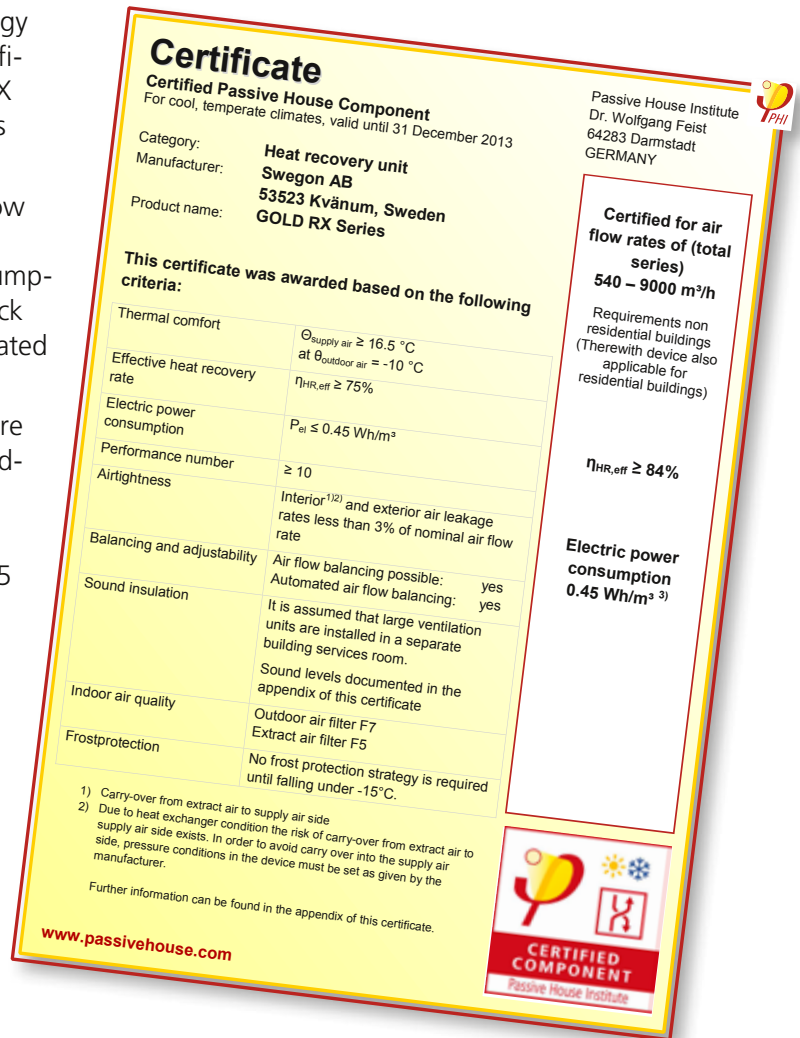 gy
fi-
X
s
ow
ump-
ck
ated
re
d-
5
Certificate
Certified Passive House Component
For cool, temperate climates, valid until 31 December 2013
Category: Heat recovery unit
Manufacturer: Swegon AB
53523 Kvänum, Sweden
Product name: GOLD RX Series
This certificate was awarded based on the following
criteria:
Thermal comfort
Θsupply air ≥ 16.5 °C
at θoutdoor air = -10 °C
Effective heat recovery
rate
ηHR,eff ≥ 75%
Electric power
consumption
Pel ≤ 0.45 Wh/m³
Performance number
≥ 10
Airtightness
Interior1)2) and exterior air leakage
rates less than 3% of nominal air flow
rate
Balancing and adjustability
Air flow balancing possible: yes
Automated air flow balancing: yes
Sound insulation
It is assumed that large ventilation
units are installed in a separate
building services room.
Sound levels documented in the
appendix of this certificate
Indoor air quality
Outdoor air filter F7
Extract air filter F5
Frostprotection
No frost protection strategy is required
until falling under -15°C.
1) Carry-over from extract air to supply air side
2) Due to heat exchanger condition the risk of carry-over from extract air to
supply air side exists. In order to avoid carry over into the supply air
side, pressure conditions in the device must be set as given by the
manufacturer.
Further information can be found in the appendix of this certificate.
www.passivehouse.com
Passive House Institute
Dr. Wolfgang Feist
64283 Darmstadt
GERMANY
PHI
Certified for air
flow rates of (total
series)
540 – 9000 m³/h
Requirements non
residential buildings
(Therewith device also
applicable for
residential buildings)
ηHR,eff ≥ 84%
Electric power
consumption
0.45 Wh/m³ 3)
CERTIFIED
COMPONENT
Passive House Institute